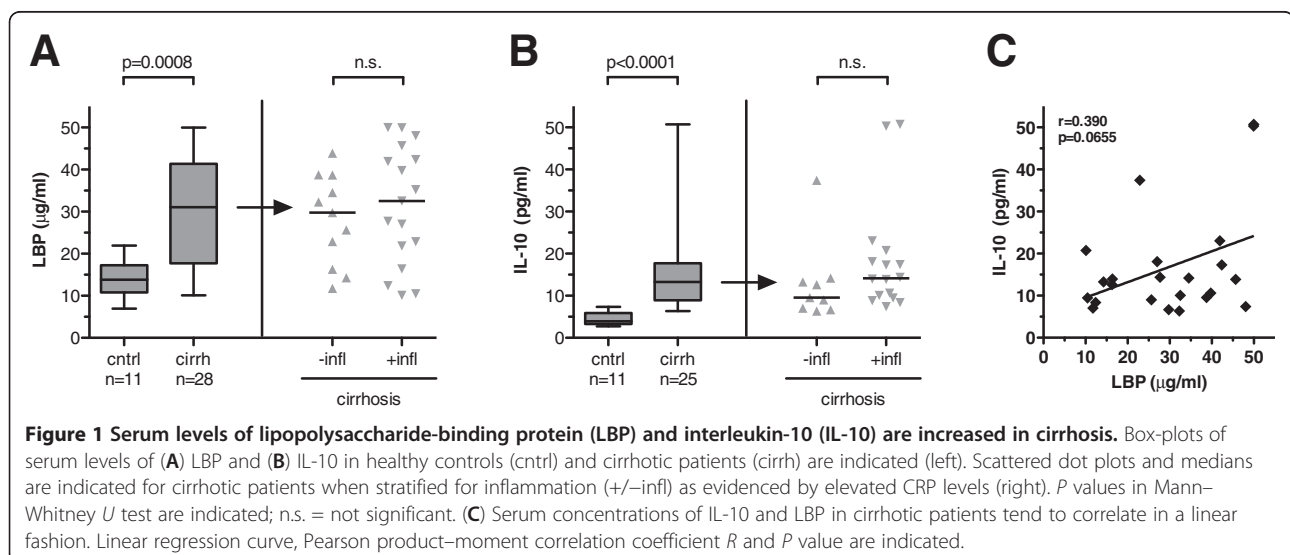 A
B
C
p=0.0008
n.s.
p<0.0001
n.s.
LBP (µg/ml)
50
40
30
20
10
0
cntrl
n=11
cirrh
n=28
-infl
+infl
cirrhosis
IL-10 (pg/ml)
50
40
30
20
10
0
cntrl
n=11
cirrh
n=25
-infl
+infl
cirrhosis
r=0.390
p=0.0655
IL-10 (pg/ml)
50
40
30
20
10
0
0
10
20
30
40
50
LBP (µg/ml)
Figure 1 Serum levels of lipopolysaccharide-binding protein (LBP) and interleukin-10 (IL-10) are increased in cirrhosis. Box-plots of
serum levels of (A) LBP and (B) IL-10 in healthy controls (cntrl) and cirrhotic patients (cirrh) are indicated (left). Scattered dot plots and medians
are indicated for cirrhotic patients when stratified for inflammation (+/−infl) as evidenced by elevated CRP levels (right). P values in Mann–
Whitney U test are indicated; n.s. = not significant. (C) Serum concentrations of IL-10 and LBP in cirrhotic patients tend to correlate in a linear
fashion. Linear regression curve, Pearson product–moment correlation coefficient R and P value are indicated.